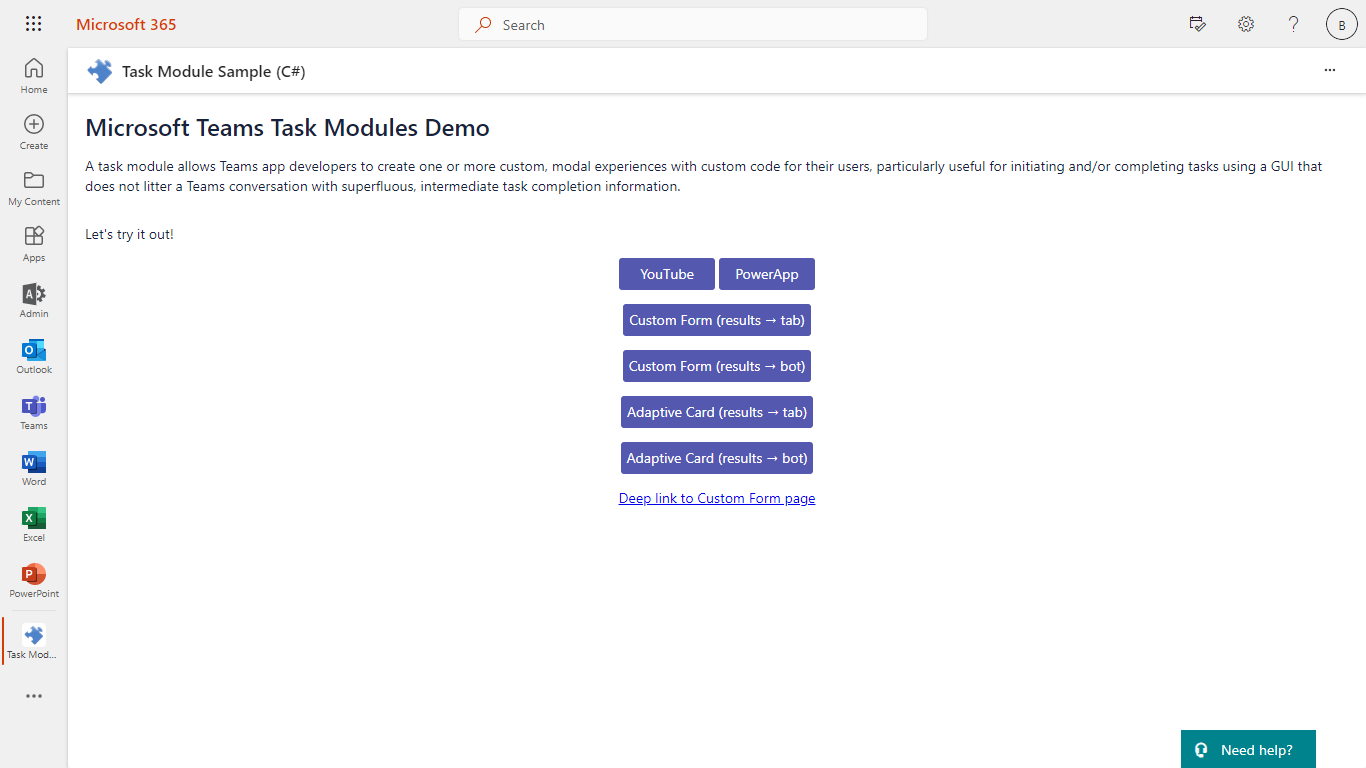 Microsoft 365
Search
B
Home
Create
My Content
Apps
Admin
Outlook
Teams
Word
Excel
PowerPoint
Task Mod...
Task Module Sample (C#)
Microsoft Teams Task Modules Demo
A task module allows Teams app developers to create one or more custom, modal experiences with custom code for their users, particularly useful for initiating and/or completing tasks using a GUI that
does not litter a Teams conversation with superfluous, intermediate task completion information.
Let's try it out!
YouTube PowerApp
Custom Form (results → tab)
Custom Form (results → bot)
Adaptive Card (results → tab)
Adaptive Card (results → bot)
Deep link to Custom Form page
Need help?